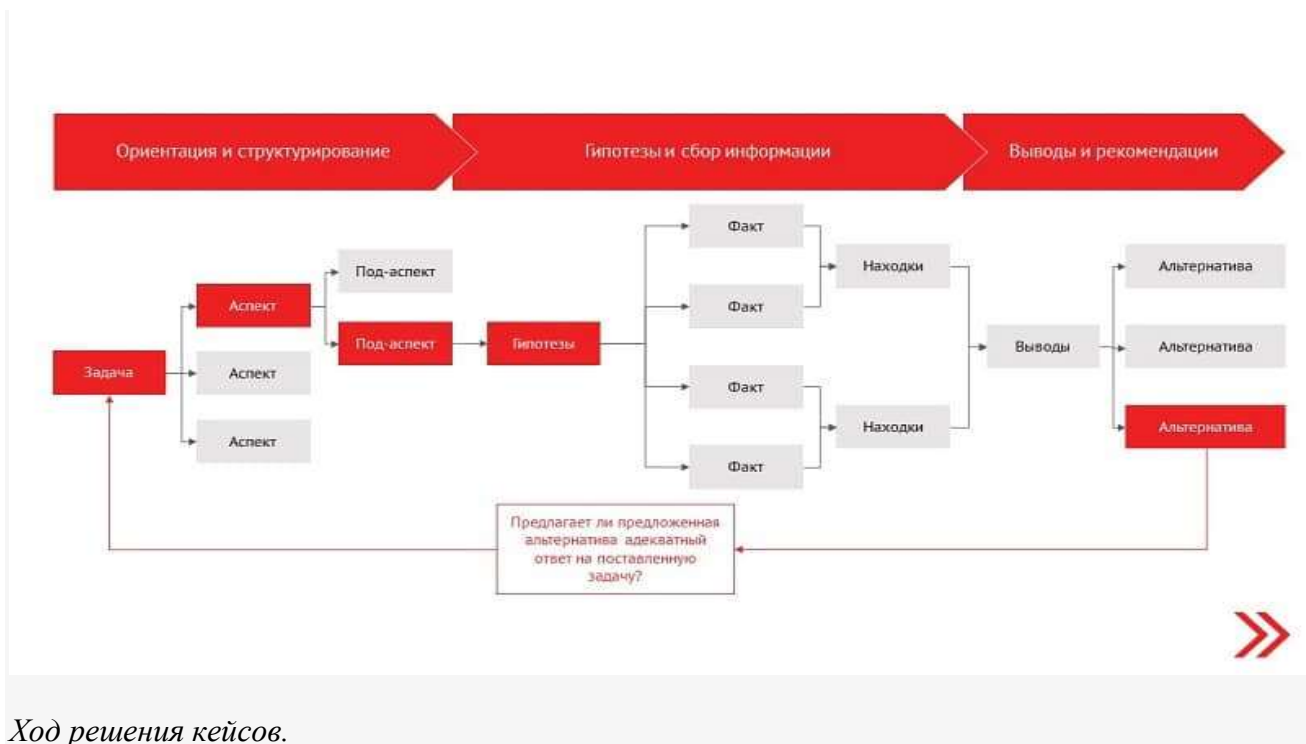 Ориентация и структурирование
Гипотезы и сбор информации
Выводы и рекомендации
Факт
Под-аспект
Находки
Альтернатива
Аспект
Факт
Под-аспект
Гипотезы
Выводы
Альтернатива
Задача
Аспект
Факт
Находки
Альтернатива
Аспект
Факт
Предлагает ли предложенная
альтернатива адекватный
ответ на поставленную
задачу?
Ход решения кейсов.